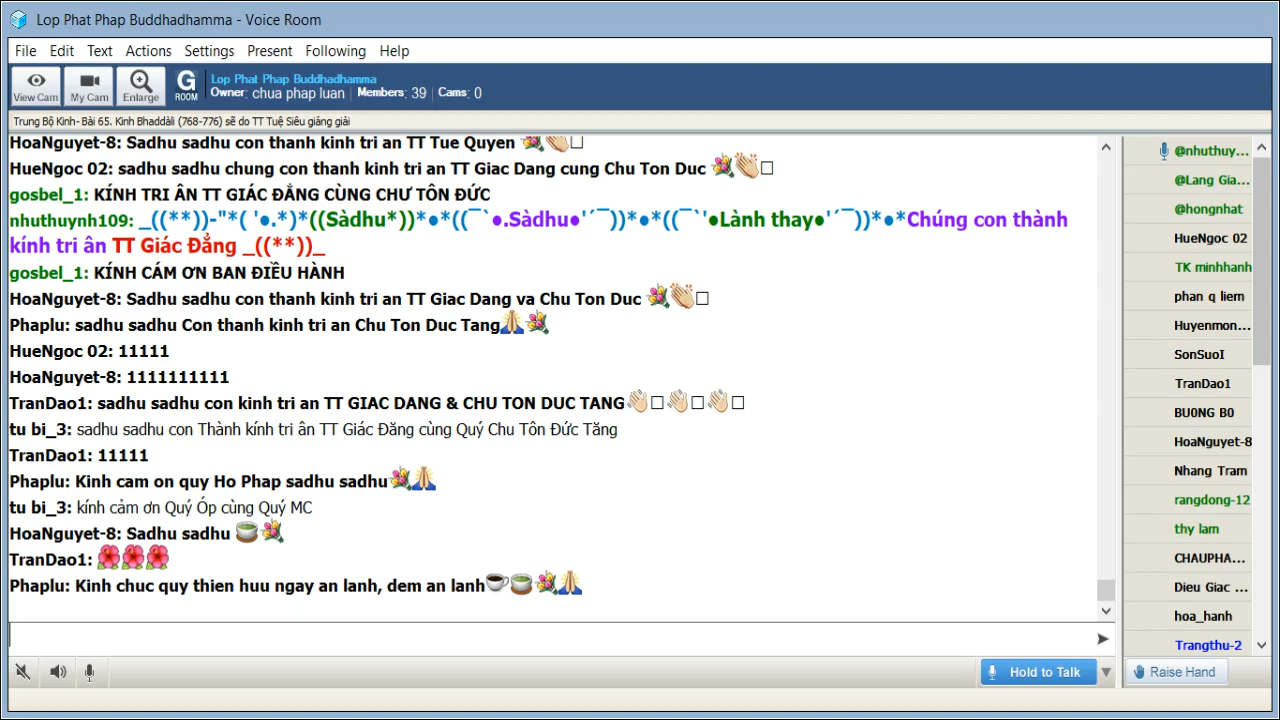 Lop Phat Phap Buddhadhamma - Voice Room
File Edit Text Actions Settings Present Following Help
View Cam My Cam Enlarge G ROOM
Lop Phat Phap Buddhadhamma
Owner: chua phap luan Members: 39 Cams: 0
Trung Bộ Kinh- Bài 65. Kinh Bhaddàli (768-776) sẽ do TT Tuệ Siêu giảng giải
HoaNguyet-8: Sadhu sadhu con thanh kinh tri an TT Tue Quyen 💐👏□
HueNgoc 02: sadhu sadhu chung con thanh kinh tri an TT Giac Dang cung Chu Ton Duc 💐👏□
gosbel_1: KÍNH TRI ÂN TT GIÁC ĐẲNG CÙNG CHƯ TÔN ĐỨC
nhuthuynh109: _((**))-"*( '●.*)*((Sàdhu*))*●*((¯`●.Sàdhu●'´¯))*●*((¯`'●Lành thay●'´¯))*●*Chúng con thành
kính tri ân TT Giác Đẳng _((**))_
gosbel_1: KÍNH CÁM ƠN BAN ĐIỀU HÀNH
HoaNguyet-8: Sadhu sadhu con thanh kinh tri an TT Giac Dang va Chu Ton Duc 💐👏□
Phaplu: sadhu sadhu Con thanh kinh tri an Chu Ton Duc Tang🙏💐
HueNgoc 02: 11111
HoaNguyet-8: 1111111111
TranDao1: sadhu sadhu con kinh tri an TT GIAC DANG & CHU TON DUC TANG👏□👏□👏□
tu bi_3: sadhu sadhu con Thành kính tri ân TT Giác Đăng cùng Quý Chu Tôn Đức Tăng
TranDao1: 11111
Phaplu: Kinh cam on quy Ho Phap sadhu sadhu💐🙏
tu bi_3: kính cảm ơn Quý Óp cùng Quý MC
HoaNguyet-8: Sadhu sadhu 🍵💐
TranDao1: 🌺🌺🌺
Phaplu: Kinh chuc quy thien huu ngay an lanh, dem an lanh☕🍵💐🙏
@nhuthuy...
@Lang Gia...
@hongnhat
HueNgoc 02
TK minhhanh
phan q liem
Huyenmon...
SonSuoI
TranDao1
BU0NG B0
HoaNguyet-8
Nhang Tram
rangdong-12
thy lam
CHAUPHA...
Dieu Giac ...
hoa_hanh
Trangthu-2
Hold to Talk
Raise Hand